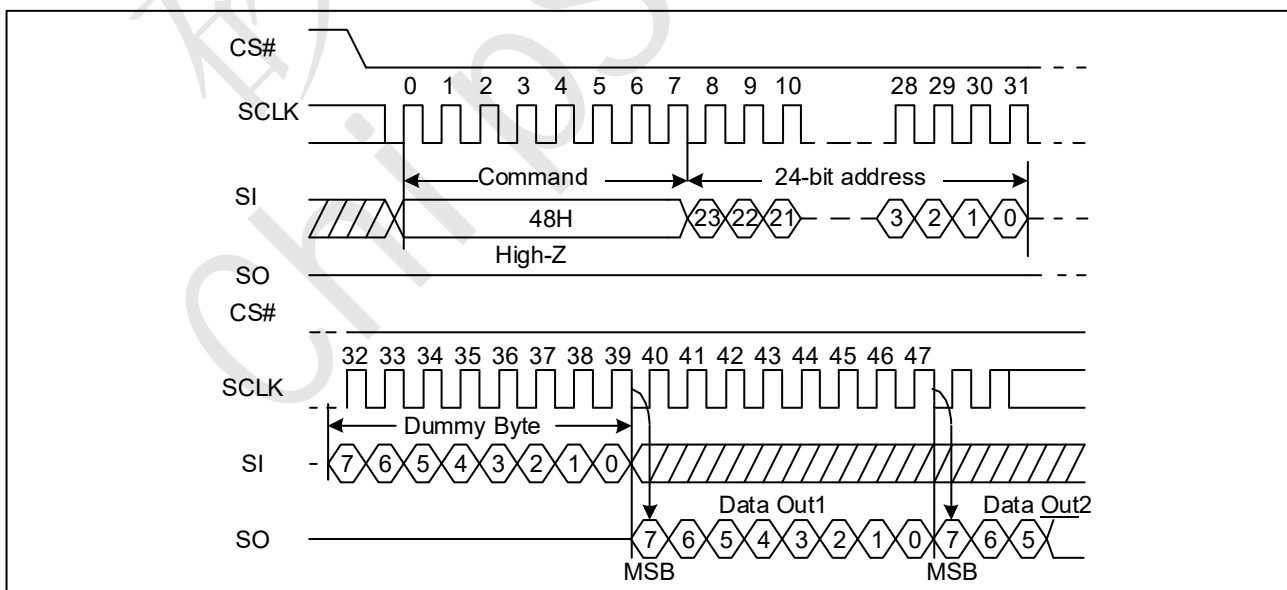 Chips
CS#
0 1 2 3 4 5 6 7 8 9 10 28 29 30 31
SCLK
Command 24-bit address
SI
48H 23 22 21 3 2 1 0
High-Z
SO
CS#
32 33 34 35 36 37 38 39 40 41 42 43 44 45 46 47
SCLK
Dummy Byte
SI 7 6 5 4 3 2 1 0
Data Out1 Data Out2
SO 7 6 5 4 3 2 1 0 7 6 5
MSB MSB